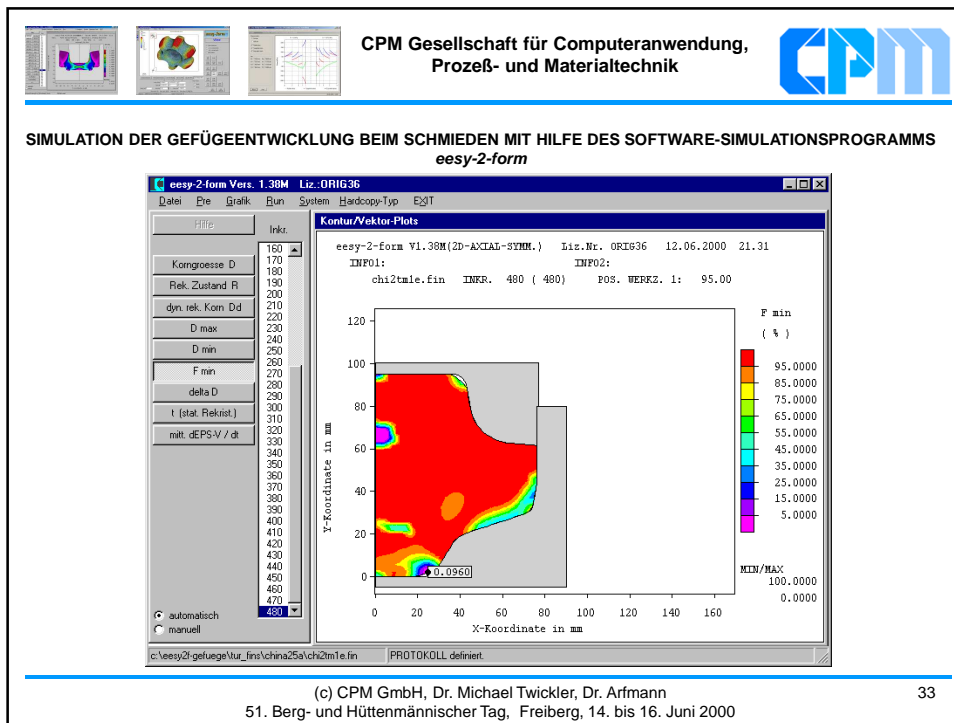 CPM Gesellschaft für Computeranwendung,
Prozeß- und Materialtechnik
CPM
SIMULATION DER GEFÜGEENTWICKLUNG BEIM SCHMIEDEN MIT HILFE DES SOFTWARE-SIMULATIONSPROGRAMMS
eesy-2-form
eesy-2-form Vers. 1.38M Liz.:ORIG36
Datei Pre Grafik Run System Hardcopy-Typ EXIT
Hilfe
Inkr.
Korngroesse D
Rek. Zustand R
dyn. rek. Korn Dd
D max
D min
F min
delta D
t (stat. Rekrist.)
mitt. dEPS-V / dt
160
170
180
190
200
210
220
230
240
250
260
270
280
290
300
310
320
330
340
350
360
370
380
390
400
410
420
430
440
450
460
470
480
automatisch
manuell
Kontur/Vektor-Plots
eesy-2-form V1.38M(2D-AXIAL-SYMM.) Liz.Nr. ORIG36 12.06.2000 21.31
INFO1: INFO2:
chi2tm1e.fin INKR. 480 ( 480) POS. WERKZ. 1: 95.00
F min
( % )
95.0000
85.0000
75.0000
65.0000
55.0000
45.0000
35.0000
25.0000
15.0000
5.0000
MIN/MAX
100.0000
0.0000
Y-Koordinate in mm
120
100
80
60
40
20
0
0.0960
0 20 40 60 80 100 120 140 160
X-Koordinate in mm
c:\eesy2f-gefuege\tur_fins\china25a\chi2tm1e.fin PROTOKOLL definiert.
(c) CPM GmbH, Dr. Michael Twickler, Dr. Arfmann
51. Berg- und Hüttenmännischer Tag, Freiberg, 14. bis 16. Juni 2000
33